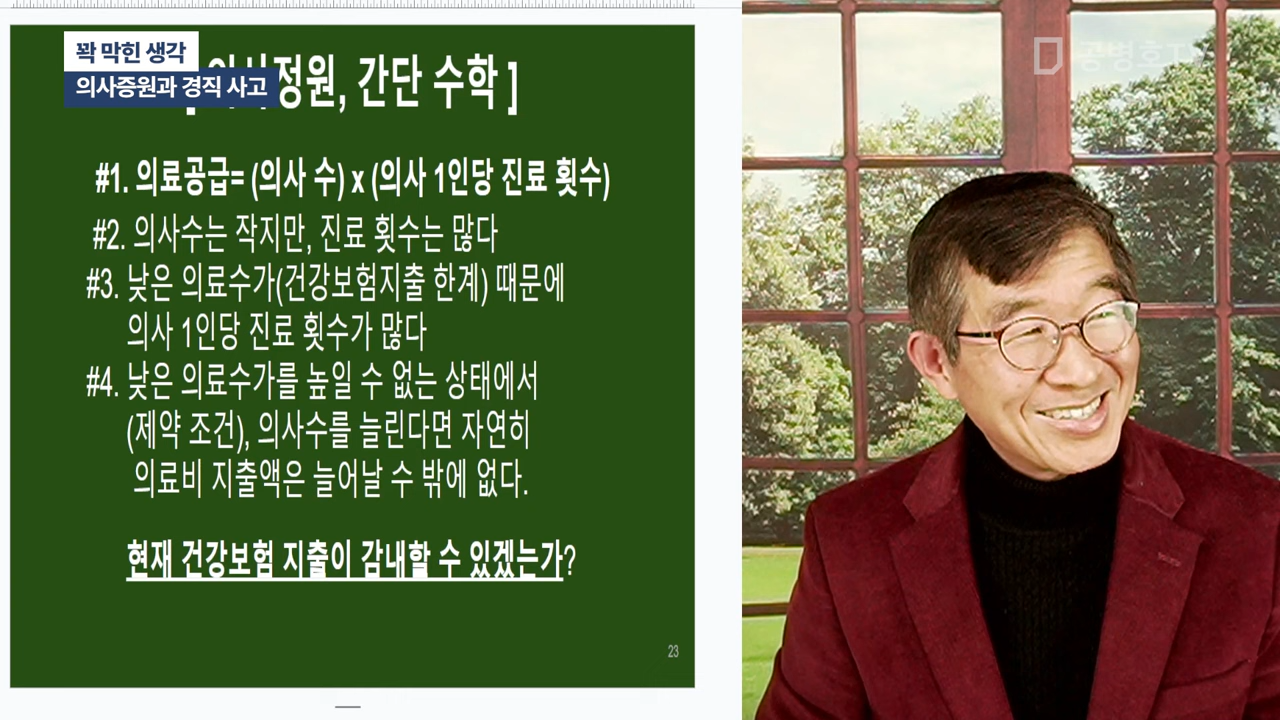 꽉 막힌 생각
의사증원과 경직 사고
정원, 간단 수학 ]
#1. 의료공급= (의사 수) x (의사 1인당 진료 횟수)
#2. 의사수는 작지만, 진료 횟수는 많다
#3. 낮은 의료수가(건강보험지출 한계) 때문에
의사 1인당 진료 횟수가 많다
#4. 낮은 의료수가를 높일 수 없는 상태에서
(제약 조건), 의사수를 늘린다면 자연히
의료비 지출액은 늘어날 수 밖에 없다.
현재 건강보험 지출이 감내할 수 있겠는가?
23
공병호TV